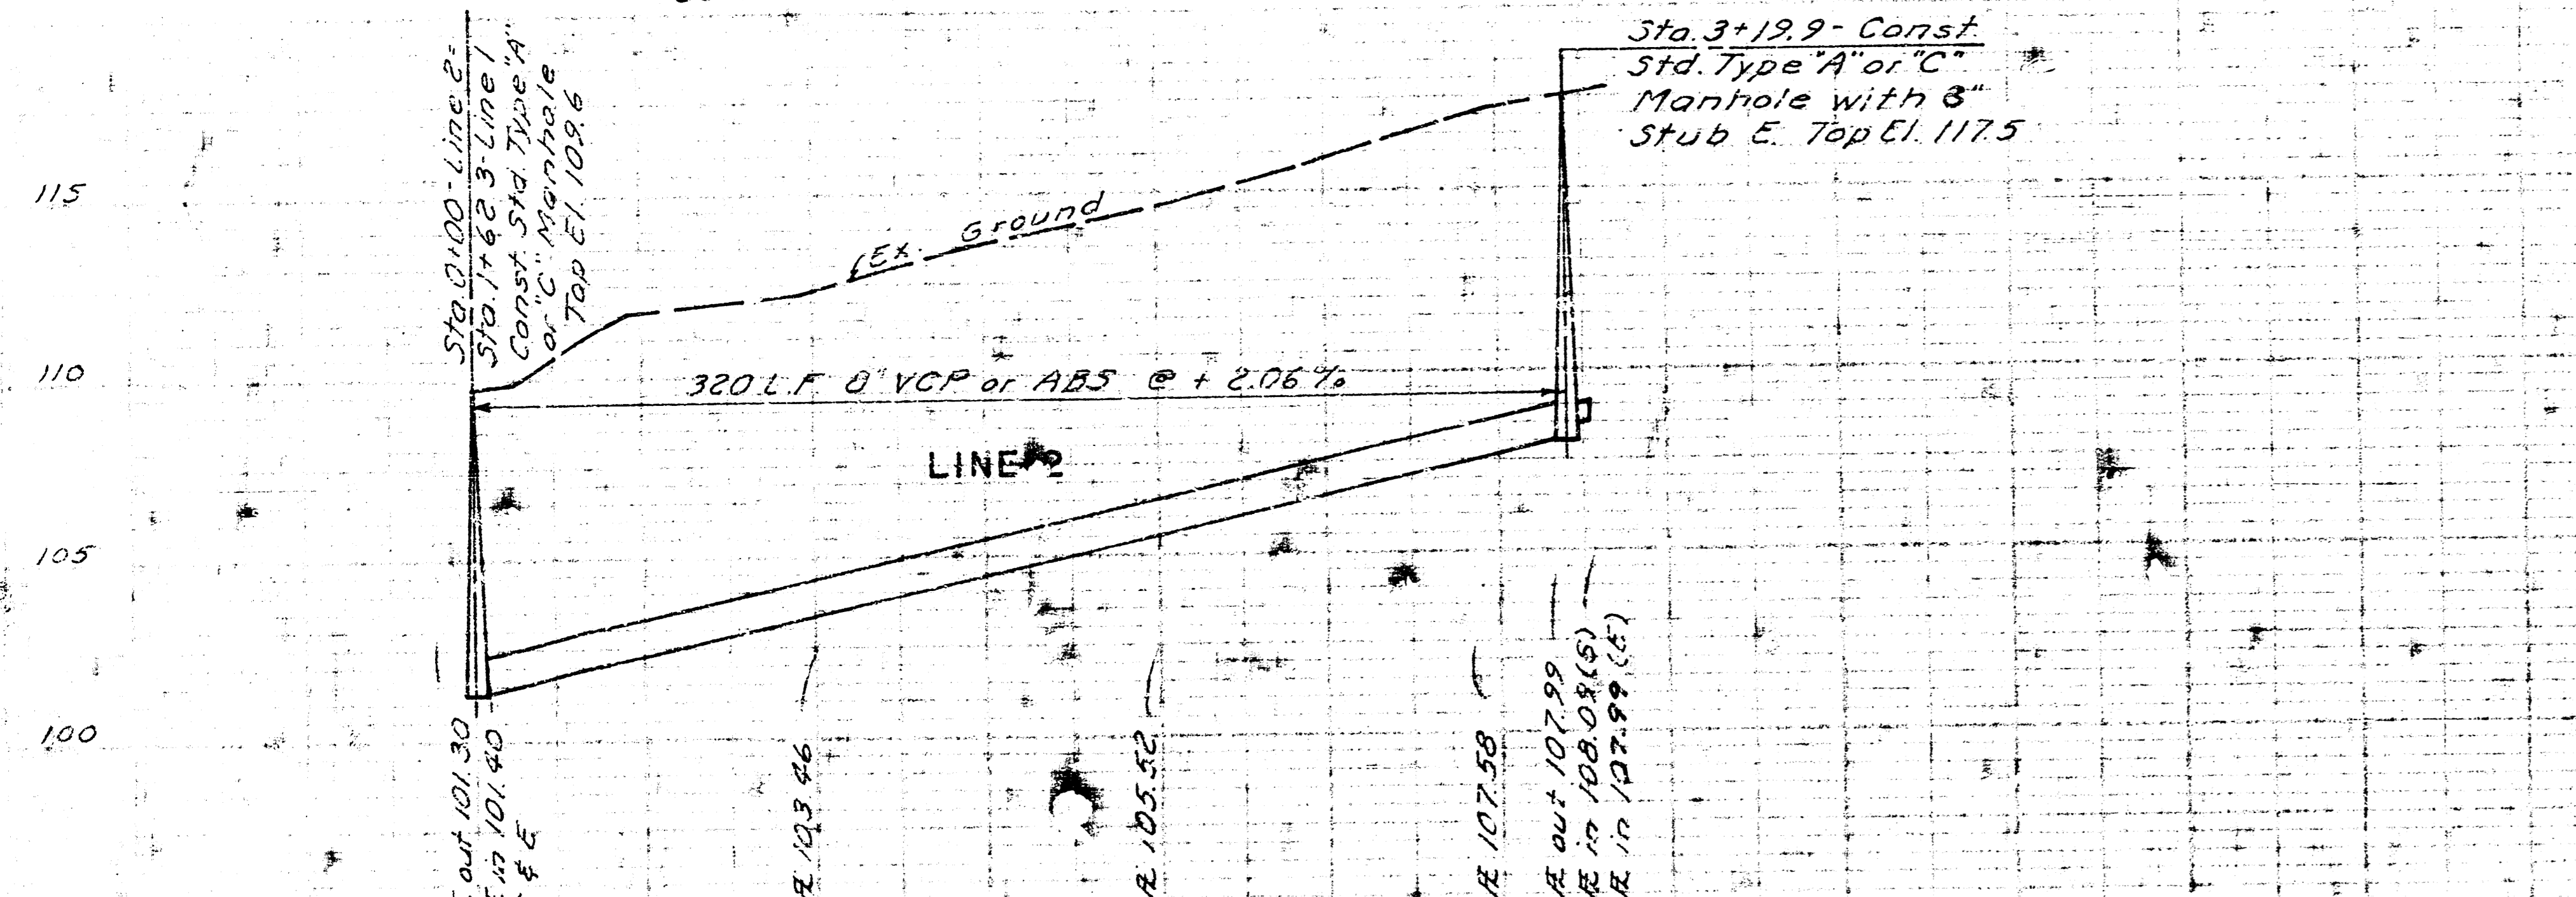 Sta. 0+00-Line 2=
Sta. 1+62.3-Line 1
Const. Std. Type "A"
or "C" Manhole
Top El. 109.6
Sta. 3+19.9 - Const.
Std. Type "A" or "C"
Manhole with 8"
Stub E. Top El. 117.5
115
(Ex. Ground
110
320 L.F. 8" VCP or ABS @ + 2.06%
LINE 2
105
100
out 101.30
in 101.40
& E
103.46
105.52
107.58
out 107.99
in 108.09 (S)
in 107.99 (E)